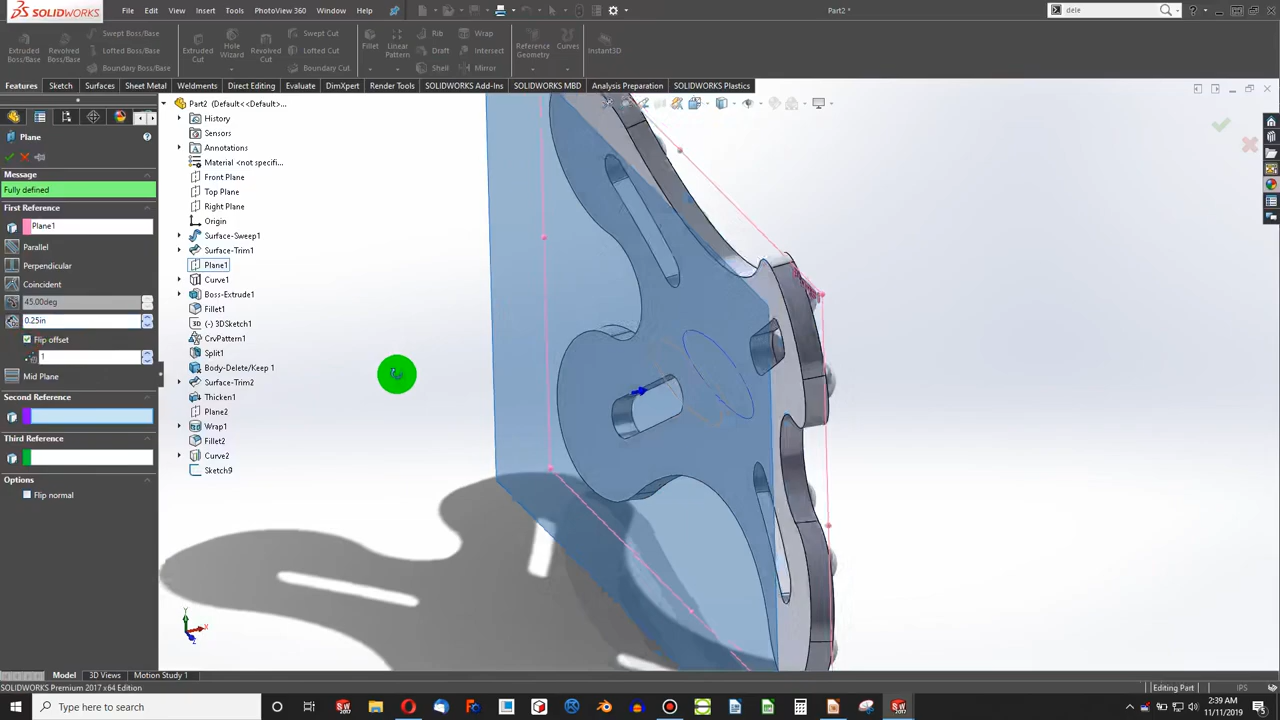 SOLIDWORKS File Edit View Insert Tools PhotoView 360 Window Help Part2 * dele
Extruded Boss/Base
Revolved Boss/Base
Swept Boss/Base
Lofted Boss/Base
Boundary Boss/Base
Extruded Cut
Hole Wizard
Revolved Cut
Swept Cut
Lofted Cut
Boundary Cut
Fillet
Linear Pattern
Rib
Draft
Shell
Wrap
Intersect
Mirror
Reference Geometry
Curves
Instant3D
Features Sketch Surfaces Sheet Metal Weldments Direct Editing Evaluate DimXpert Render Tools SOLIDWORKS Add-Ins SOLIDWORKS MBD Analysis Preparation SOLIDWORKS Plastics
Plane
Message
Fully defined
First Reference
Plane1
Parallel
Perpendicular
Coincident
45.00deg
0.25in
Flip offset
1
Mid Plane
Second Reference
Third Reference
Options
Flip normal
Part2 (Default<<Default>...
History
Sensors
Annotations
Material <not specifi...
Front Plane
Top Plane
Right Plane
Origin
Surface-Sweep1
Surface-Trim1
Plane1
Curve1
Boss-Extrude1
Fillet1
(-) 3DSketch1
CrvPattern1
Split1
Body-Delete/Keep 1
Surface-Trim2
Thicken1
Plane2
Wrap1
Fillet2
Curve2
Sketch9
Y
X
Z
Model 3D Views Motion Study 1
SOLIDWORKS Premium 2017 x64 Edition Editing Part IPS
Type here to search
2:39 AM
11/11/2019